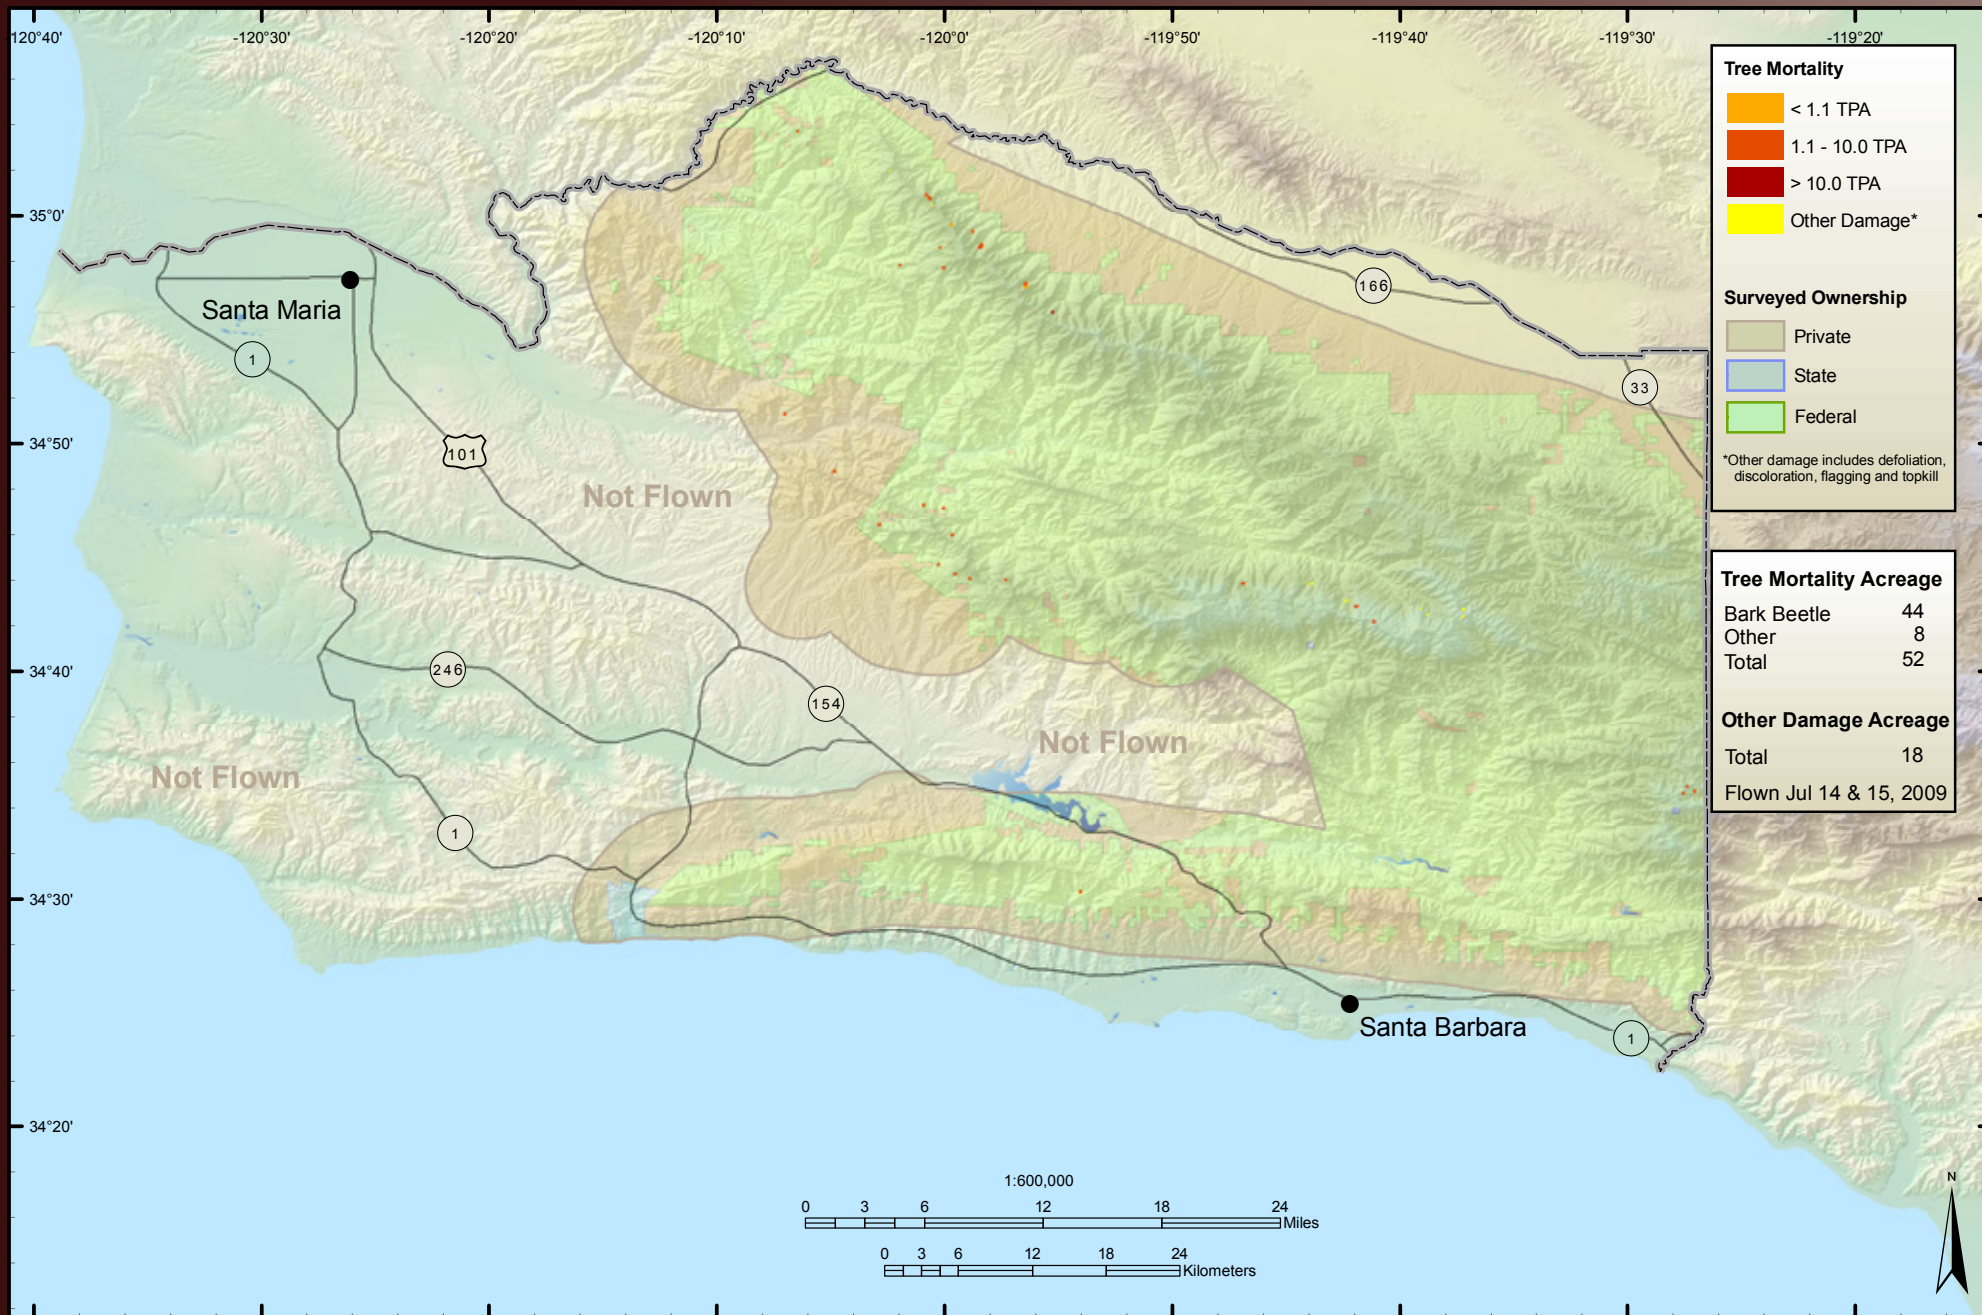 -120°40'
-120°30'
-120°20'
-120°10'
-120°0'
-119°50'
-119°40'
-119°30'
-119°20'
35°0'
34°50'
34°40'
34°30'
34°20'
Santa Maria
1
101
166
33
Not Flown
246
154
Not Flown
Not Flown
1
Santa Barbara
1
Tree Mortality
< 1.1 TPA
1.1 - 10.0 TPA
> 10.0 TPA
Other Damage*
Surveyed Ownership
Private
State
Federal
*Other damage includes defoliation,
discoloration, flagging and topkill
Tree Mortality Acreage
Bark Beetle 44
Other 8
Total 52
Other Damage Acreage
Total 18
Flown Jul 14 & 15, 2009
1:600,000
0 3 6 12 18 24
Miles
0 3 6 12 18 24
Kilometers
N